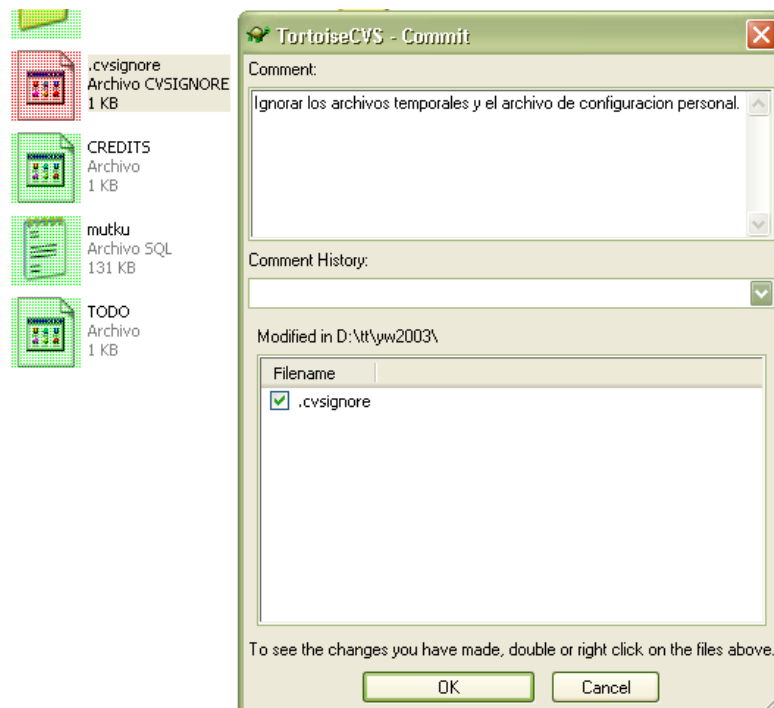 .cvsignore
Archivo CVSIGNORE
1 KB
CREDITS
Archivo
1 KB
mutku
Archivo SQL
131 KB
TODO
Archivo
1 KB
TortoiseCVS - Commit
Comment:
Ignorar los archivos temporales y el archivo de configuracion personal.
Comment History:
Modified in D:\tt\yw2003\
Filename
.cvsignore
To see the changes you have made, double or right click on the files above.
OK
Cancel